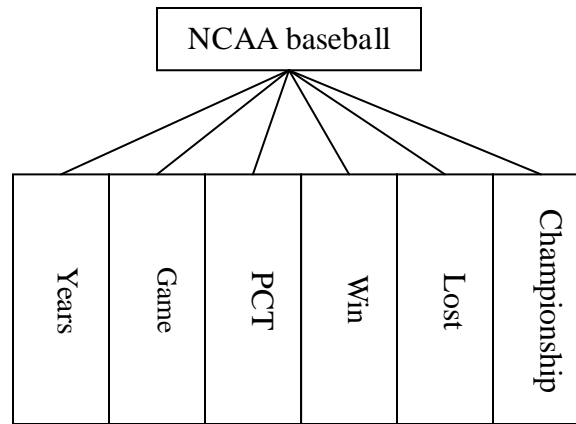 NCAA baseball
Years
Game
PCT
Win
Lost
Championship